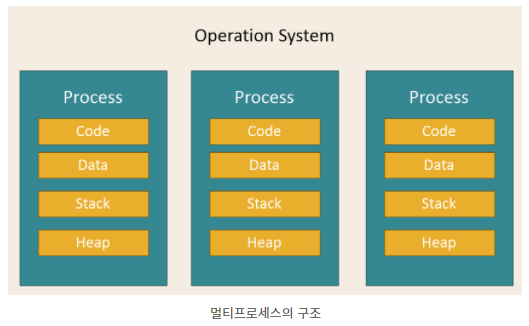 Operation System
Process Process Process
Code Code Code
Data Data Data
Stack Stack Stack
Heap Heap Heap
멀티프로세스의 구조